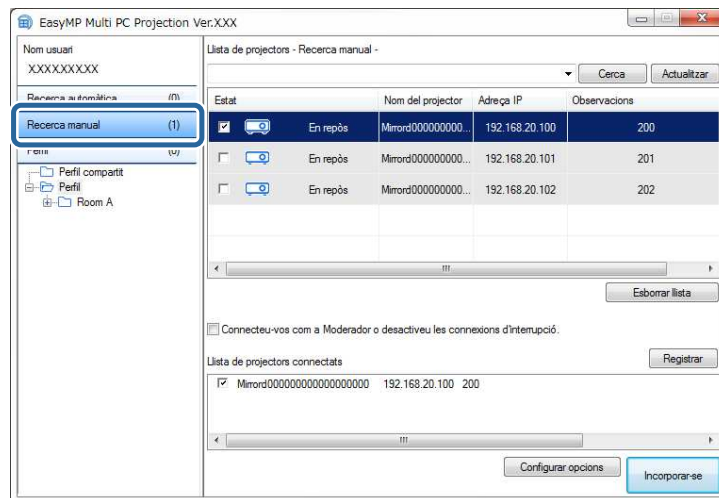 EasyMP Multi PC Projection Ver.X.XX
Nom usuari
XXXXXXXXX
Recerca automàtica (0)
Recerca manual (1)
Perfil (0)
Perfil compartit
Perfil
Room A
Llista de projectors - Recerca manual -
Cerca Actualitzar
Estat Nom del projector Adreça IP Observacions
En repòs Mirrord000000000... 192.168.20.100 200
En repòs Mirrord000000000... 192.168.20.101 201
En repòs Mirrord000000000... 192.168.20.102 202
Esborrar llista
Connecteu-vos com a Moderador o desactiveu les connexions d'interrupció.
Llista de projectors connectats Registrar
Mirrord000000000000000000 192.168.20.100 200
Configurar opcions Incorporar-se